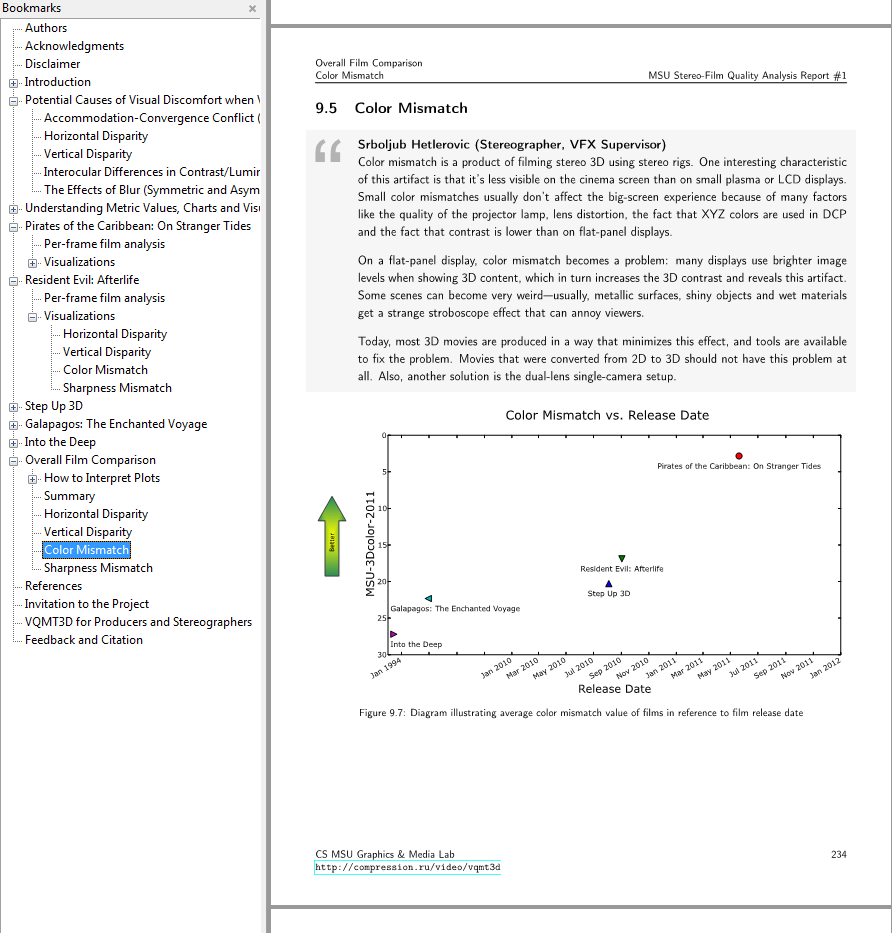 Bookmarks
Authors
Acknowledgments
Disclaimer
Introduction
Potential Causes of Visual Discomfort when
Accommodation-Convergence Conflict (
Horizontal Disparity
Vertical Disparity
Interocular Differences in Contrast/Lumin
The Effects of Blur (Symmetric and Asym
Understanding Metric Values, Charts and Visu
Pirates of the Caribbean: On Stranger Tides
Per-frame film analysis
Visualizations
Resident Evil: Afterlife
Per-frame film analysis
Visualizations
Horizontal Disparity
Vertical Disparity
Color Mismatch
Sharpness Mismatch
Step Up 3D
Galapagos: The Enchanted Voyage
Into the Deep
Overall Film Comparison
How to Interpret Plots
Summary
Horizontal Disparity
Vertical Disparity
Color Mismatch
Sharpness Mismatch
References
Invitation to the Project
VQMT3D for Producers and Stereographers
Feedback and Citation
Overall Film Comparison
Color Mismatch MSU Stereo-Film Quality Analysis Report #1
9.5 Color Mismatch
“ Srboljub Hetlerovic (Stereographer, VFX Supervisor)
Color mismatch is a product of filming stereo 3D using stereo rigs. One interesting characteristic
of this artifact is that it's less visible on the cinema screen than on small plasma or LCD displays.
Small color mismatches usually don't affect the big-screen experience because of many factors
like the quality of the projector lamp, lens distortion, the fact that XYZ colors are used in DCP
and the fact that contrast is lower than on flat-panel displays.
On a flat-panel display, color mismatch becomes a problem: many displays use brighter image
levels when showing 3D content, which in turn increases the 3D contrast and reveals this artifact.
Some scenes can become very weird—usually, metallic surfaces, shiny objects and wet materials
get a strange stroboscope effect that can annoy viewers.
Today, most 3D movies are produced in a way that minimizes this effect, and tools are available
to fix the problem. Movies that were converted from 2D to 3D should not have this problem at
all. Also, another solution is the dual-lens single-camera setup.
Color Mismatch vs. Release Date
Better
MSU-3Dcolor-2011
0
5
10
15
20
25
30
Pirates of the Caribbean: On Stranger Tides
Resident Evil: Afterlife
Step Up 3D
Galapagos: The Enchanted Voyage
Into the Deep
Jan 1994 Jan 2010 Mar 2010 May 2010 Jul 2010 Sep 2010 Nov 2010 Jan 2011 Mar 2011 May 2011 Jul 2011 Sep 2011 Nov 2011 Jan 2012
Release Date
Figure 9.7: Diagram illustrating average color mismatch value of films in reference to film release date
CS MSU Graphics & Media Lab 234
http://compression.ru/video/vqmt3d